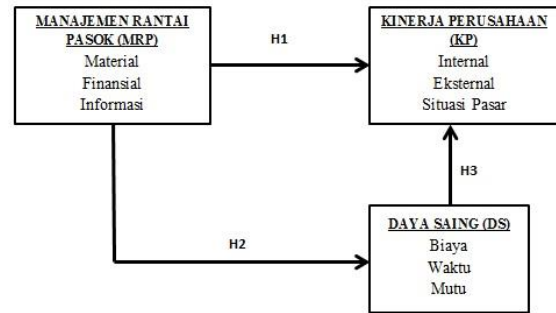 MANAJEMEN RANTAI
PASOK (MRP)
Material
Finansial
Informasi
H1
KINERJA PERUSAHAAN
(KP)
Internal
Eksternal
Situasi Pasar
H3
H2
DAYA SAING (DS)
Biaya
Waktu
Mutu